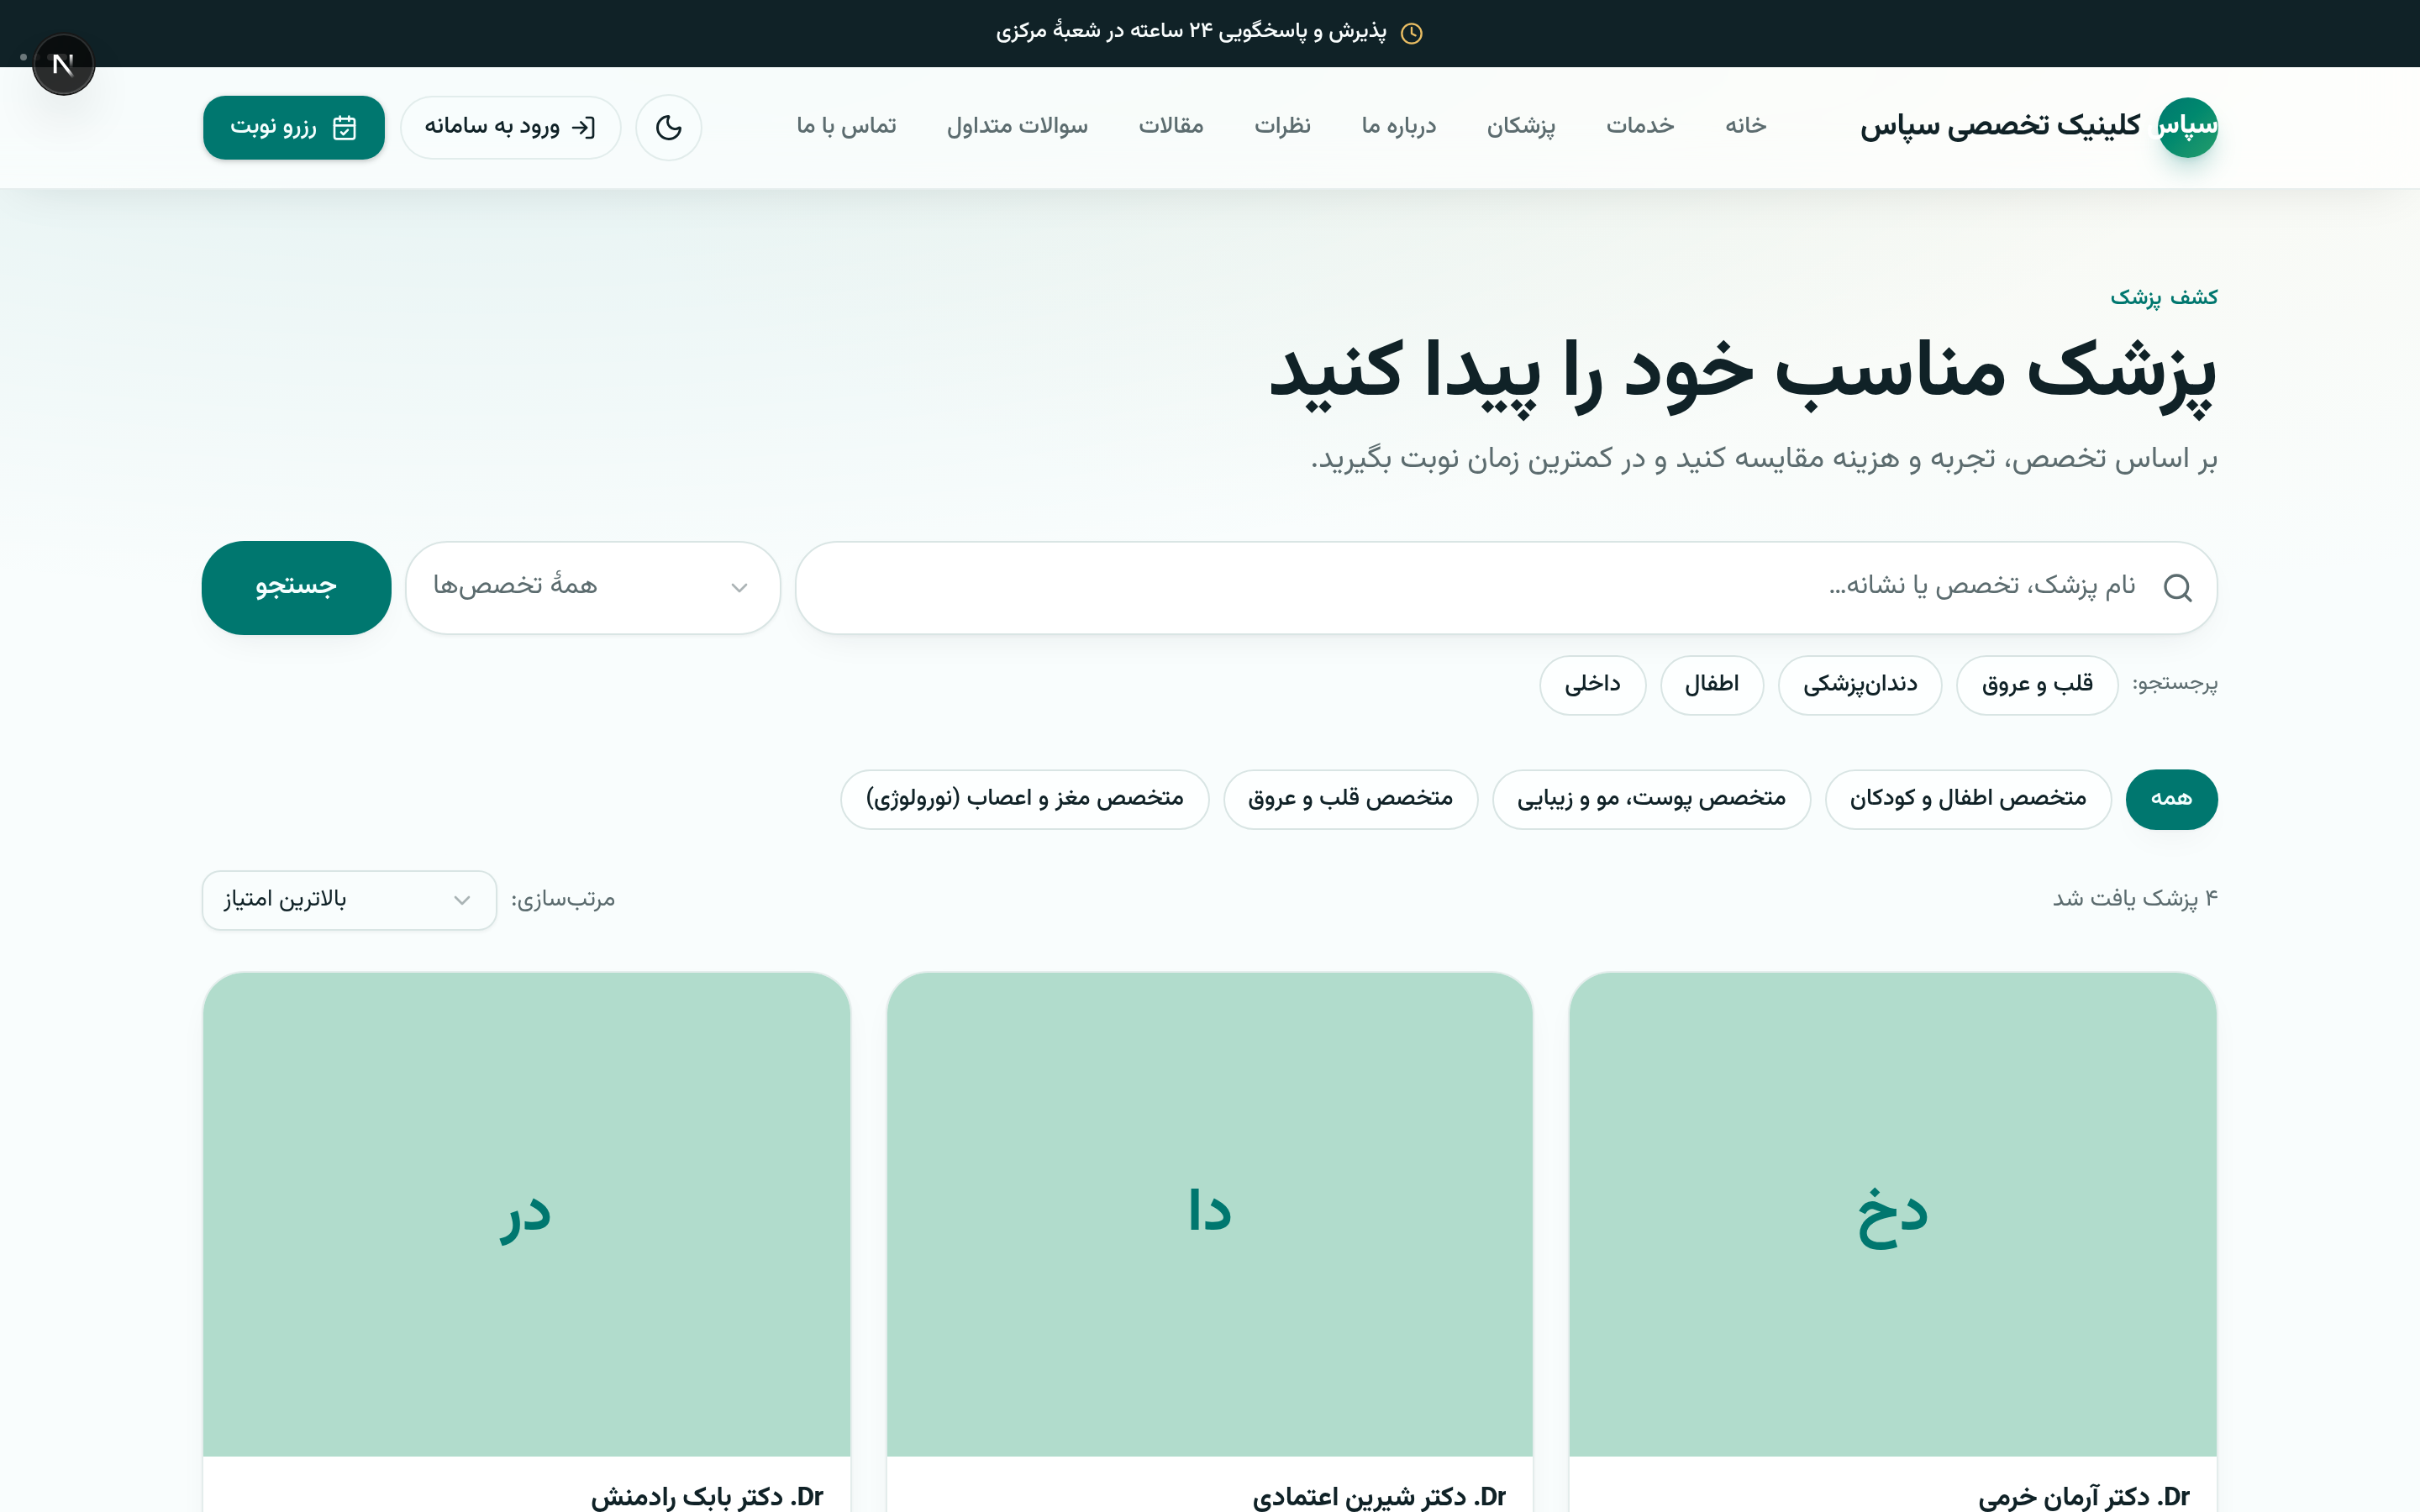 پذیرش و پاسخگویی ۲۴ ساعته در شعبهٔ مرکزی
N
سپاس
کلینیک تخصصی سپاس
خانه
خدمات
پزشکان
درباره ما
نظرات
مقالات
سوالات متداول
تماس با ما
ورود به سامانه
رزرو نوبت
کشف پزشک
پزشک مناسب خود را پیدا کنید
بر اساس تخصص، تجربه و هزینه مقایسه کنید و در کمترین زمان نوبت بگیرید.
نام پزشک، تخصص یا نشانه...
همهٔ تخصص‌ها
جستجو
پرجستجو:
قلب و عروق
دندان‌پزشکی
اطفال
داخلی
همه
متخصص اطفال و کودکان
متخصص پوست، مو و زیبایی
متخصص قلب و عروق
متخصص مغز و اعصاب (نورولوژی)
۴ پزشک یافت شد
مرتب‌سازی:
بالاترین امتیاز
دخ
دا
در
Dr. دکتر آرمان خرمی
Dr. دکتر شیرین اعتمادی
Dr. دکتر بابک رادمنش